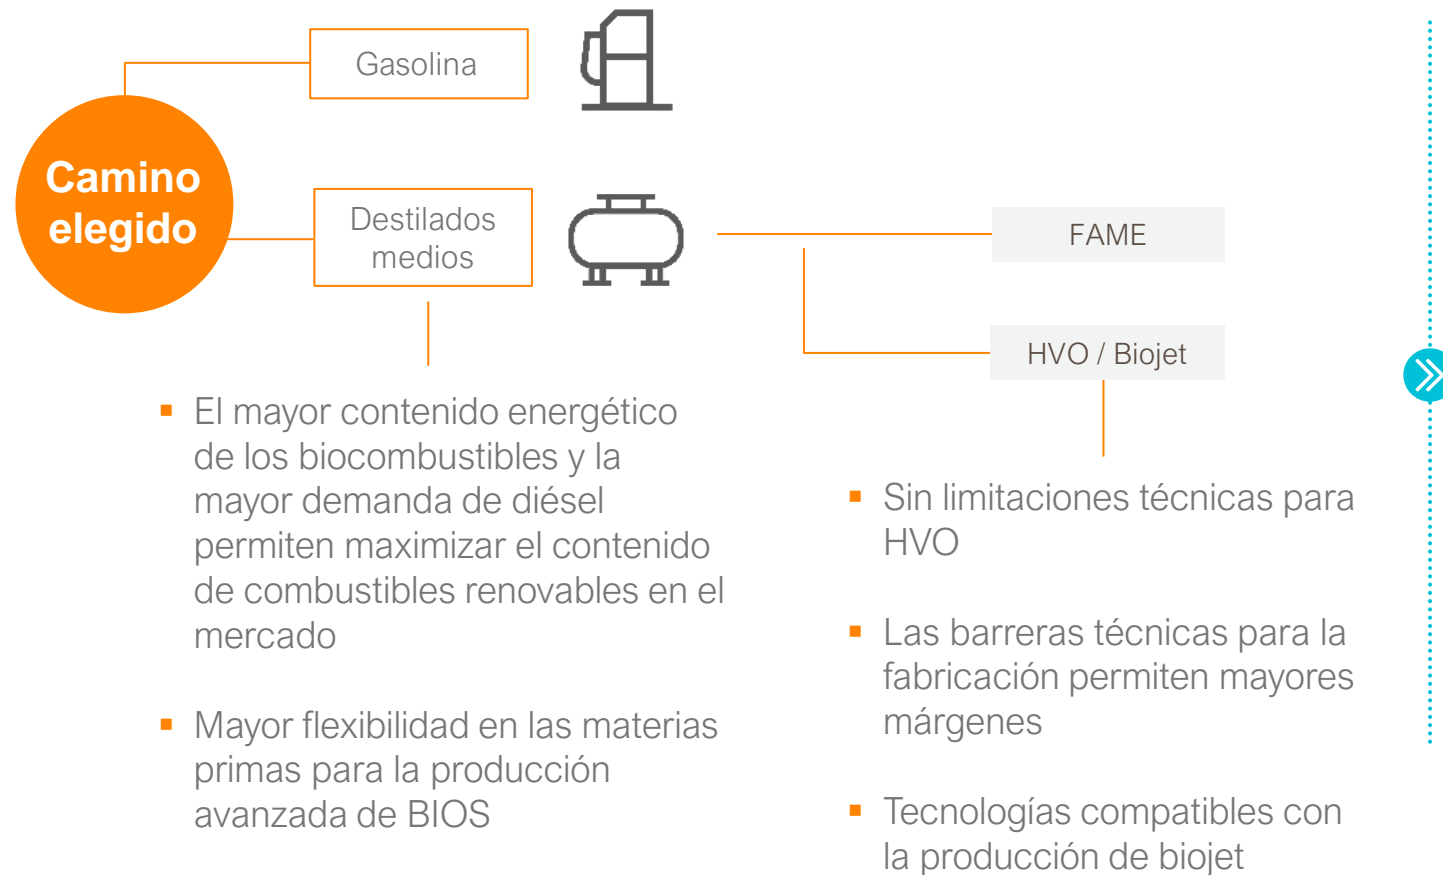 Gasolina
Camino
elegido
Destilados
medios
FAME
HVO / Biojet
▪ El mayor contenido energético
de los biocombustibles y la
mayor demanda de diésel
permiten maximizar el contenido
de combustibles renovables en el
mercado
▪ Mayor flexibilidad en las materias
primas para la producción
avanzada de BIOS
▪ Sin limitaciones técnicas para
HVO
▪ Las barreras técnicas para la
fabricación permiten mayores
márgenes
▪ Tecnologías compatibles con
la producción de biojet